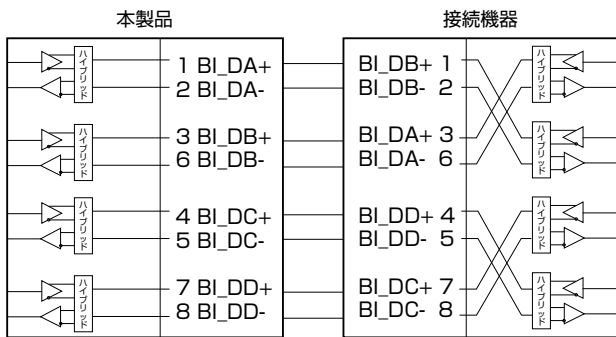 本製品
接続機器
ハイブリッド
1 BI_DA+
2 BI_DA-
ハイブリッド
3 BI_DB+
6 BI_DB-
ハイブリッド
4 BI_DC+
5 BI_DC-
ハイブリッド
7 BI_DD+
8 BI_DD-
BI_DB+ 1
BI_DB- 2
ハイブリッド
BI_DA+ 3
BI_DA- 6
ハイブリッド
BI_DD+ 4
BI_DD- 5
ハイブリッド
BI_DC+ 7
BI_DC- 8
ハイブリッド